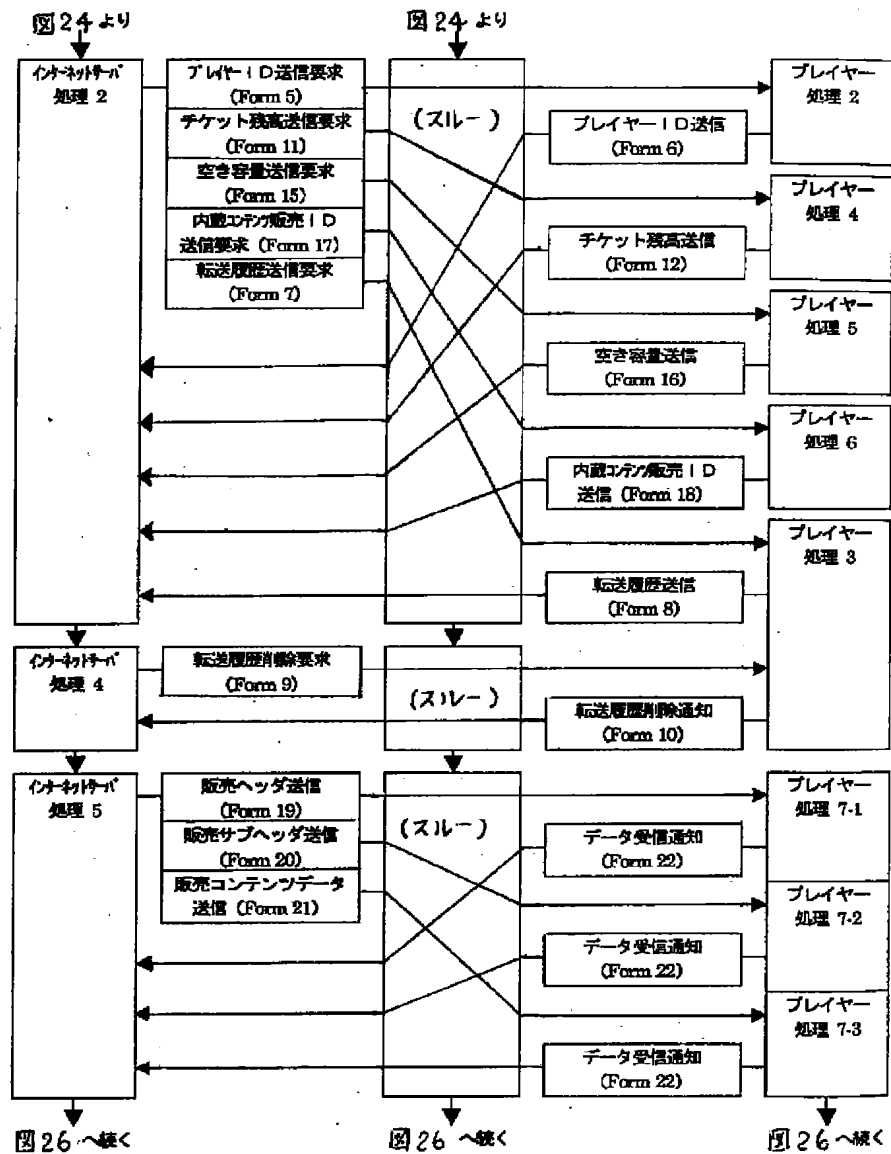 図24より
図24より
インターネットサーバ
処理 2
プレイヤーＩＤ送信要求
(Form 5)
チケット残高送信要求
(Form 11)
空き容量送信要求
(Form 15)
内蔵コンテンツ販売ＩＤ
送信要求 (Form 17)
転送履歴送信要求
(Form 7)
(スルー)
プレイヤーＩＤ送信
(Form 6)
チケット残高送信
(Form 12)
空き容量送信
(Form 16)
内蔵コンテンツ販売ＩＤ
送信 (Form 18)
転送履歴送信
(Form 8)
プレイヤー
処理 2
プレイヤー
処理 4
プレイヤー
処理 5
プレイヤー
処理 6
プレイヤー
処理 3
インターネットサーバ
処理 4
転送履歴削除要求
(Form 9)
(スルー)
転送履歴削除通知
(Form 10)
インターネットサーバ
処理 5
販売ヘッダ送信
(Form 19)
販売サブヘッダ送信
(Form 20)
販売コンテンツデータ
送信 (Form 21)
(スルー)
データ受信通知
(Form 22)
データ受信通知
(Form 22)
データ受信通知
(Form 22)
プレイヤー
処理 7-1
プレイヤー
処理 7-2
プレイヤー
処理 7-3
図26へ続く
図26へ続く
図26へ続く